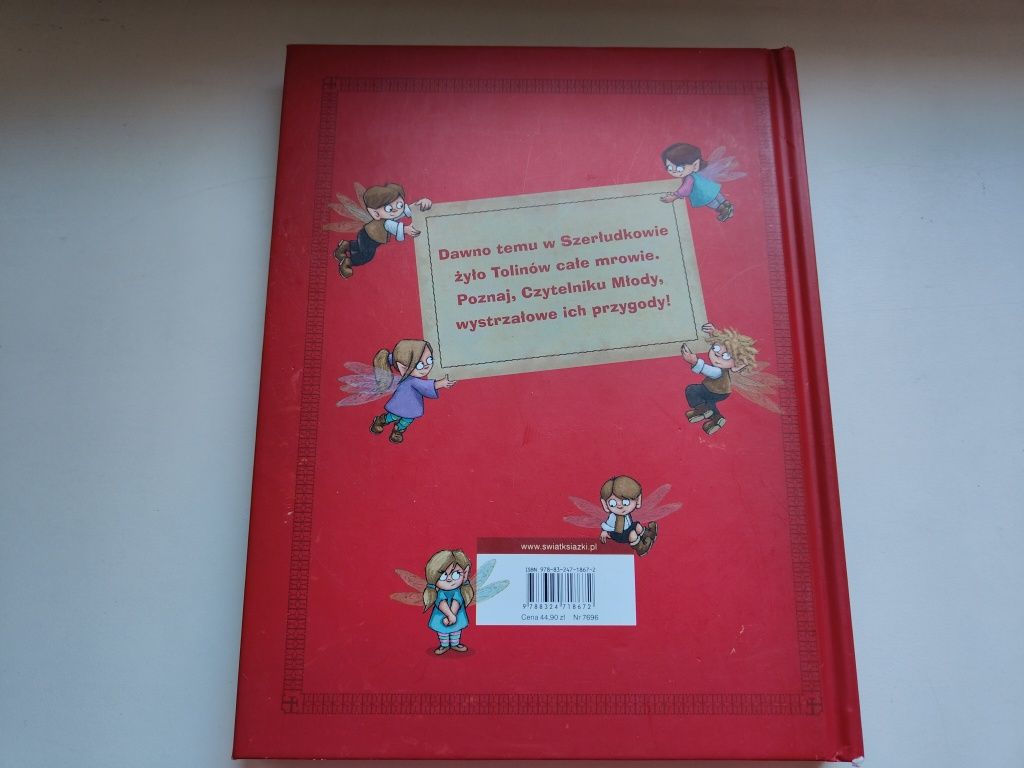 Dawno temu w Szerłudkowie
żyło Tolinów całe mrowie.
Poznaj, Czytelniku Młody,
wystrzałowe ich przygody!
www.swiatksiazki.pl
ISBN 978-83-247-1867-2
9 788324 718672
Cena 44,90 zł Nr 7696